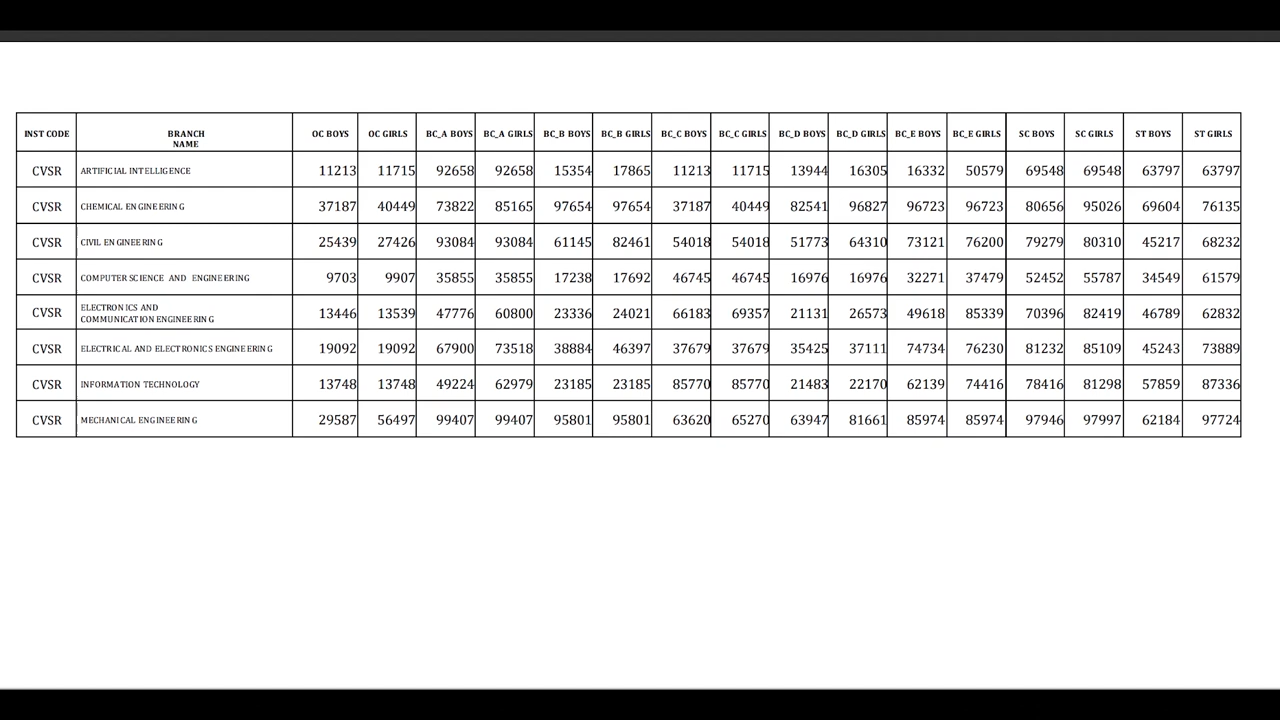 INST CODE BRANCH NAME OC BOYS OC GIRLS BC_A BOYS BC_A GIRLS BC_B BOYS BC_B GIRLS BC_C BOYS BC_C GIRLS BC_D BOYS BC_D GIRLS BC_E BOYS BC_E GIRLS SC BOYS SC GIRLS ST BOYS ST GIRLS
CVSR ARTIFICIAL INTELLIGENCE 11213 11715 92658 92658 15354 17865 11213 11715 13944 16305 16332 50579 69548 69548 63797 63797
CVSR CHEMICAL ENGINEERING 37187 40449 73822 85165 97654 97654 37187 40449 82541 96827 96723 96723 80656 95026 69604 76135
CVSR CIVIL ENGINEERING 25439 27426 93084 93084 61145 82461 54018 54018 51773 64310 73121 76200 79279 80310 45217 68232
CVSR COMPUTER SCIENCE AND ENGINEERING 9703 9907 35855 35855 17238 17692 46745 46745 16976 16976 32271 37479 52452 55787 34549 61579
CVSR ELECTRONICS AND COMMUNICATION ENGINEERING 13446 13539 47776 60800 23336 24021 66183 69357 21131 26573 49618 85339 70396 82419 46789 62832
CVSR ELECTRICAL AND ELECTRONICS ENGINEERING 19092 19092 67900 73518 38884 46397 37679 37679 35425 37111 74734 76230 81232 85109 45243 73889
CVSR INFORMATION TECHNOLOGY 13748 13748 49224 62979 23185 23185 85770 85770 21483 22170 62139 74416 78416 81298 57859 87336
CVSR MECHANICAL ENGINEERING 29587 56497 99407 99407 95801 95801 63620 65270 63947 81661 85974 85974 97946 97997 62184 97724